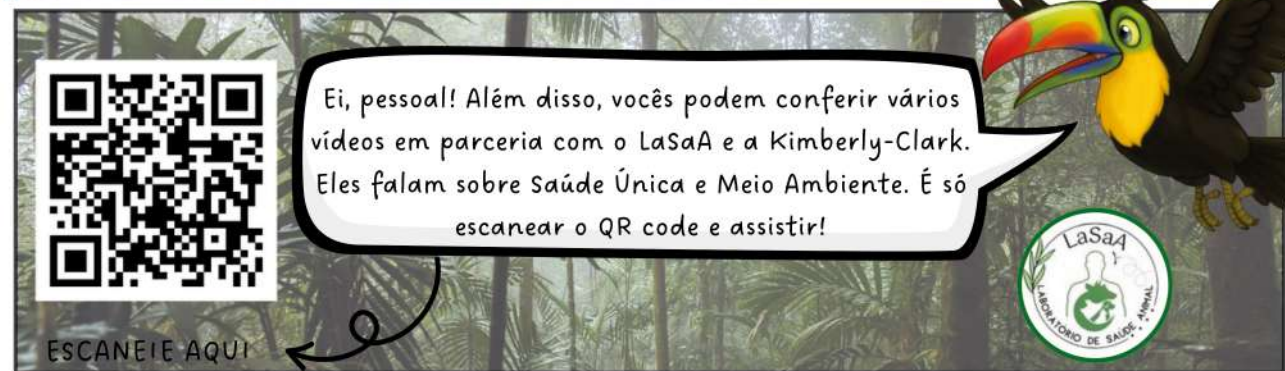 Ei, pessoal! Além disso, vocês podem conferir vários
vídeos em parceria com o LaSaA e a Kimberly-Clark.
Eles falam sobre Saúde Única e Meio Ambiente. É só
escanear o QR code e assistir!
ESCANEIE AQUI
LaSaA
LABORATÓRIO DE SAÚDE ANIMAL